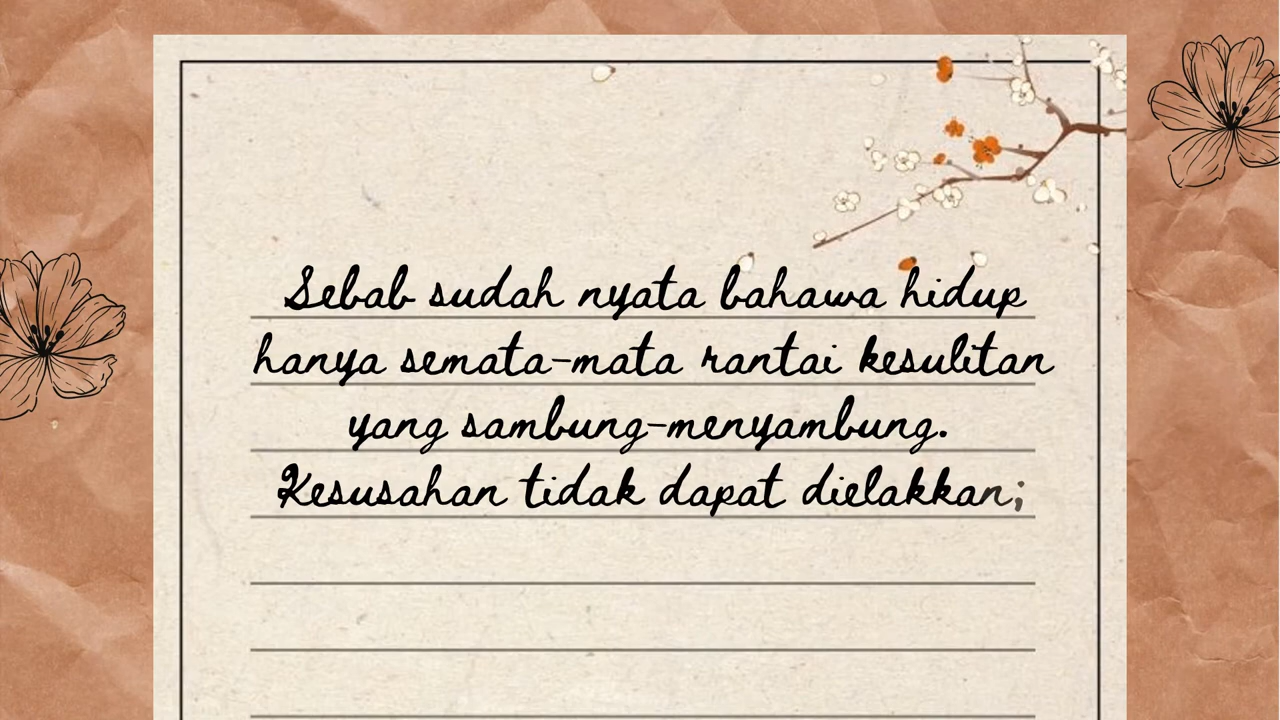 Sebab sudah nyata bahawa hidup
hanya semata-mata rantai kesulitan
yang sambung-menyambung.
Kesusahan tidak dapat dielakkan;